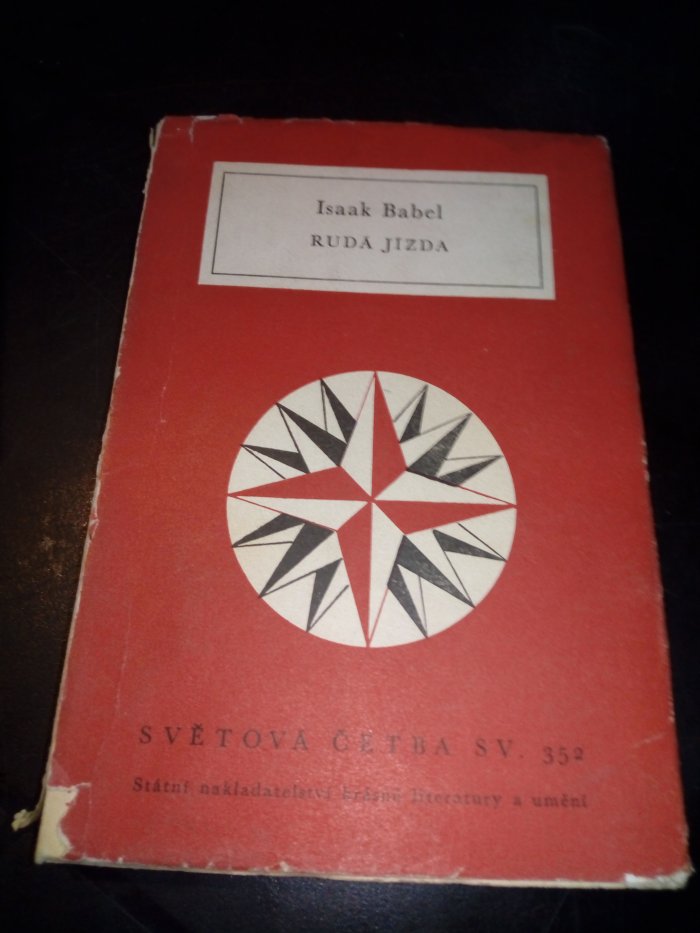 Isaak Babel
RUDÁ JÍZDA
SVĚTOVÁ ČETBA SV. 352
Státní nakladatelství krásné literatury a umění